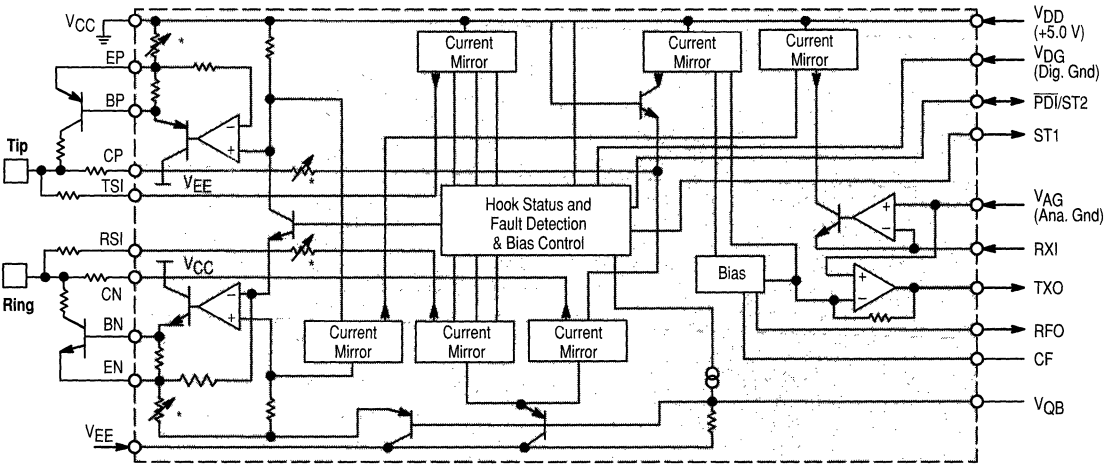 VCC
EP
BP
Tip
CP
TSI
VEE
RSI
VCC
Ring
CN
BN
EN
VEE
*
*
*
*
Current
Mirror
Current
Mirror
Current
Mirror
Hook Status and
Fault Detection
& Bias Control
Bias
Current
Mirror
Current
Mirror
Current
Mirror
−
+
−
+
+
−
+
−
VDD
(+5.0 V)
VDG
(Dig. Gnd)
PDI/ST2
ST1
VAG
(Ana. Gnd)
RXI
TXO
RFO
CF
VQB